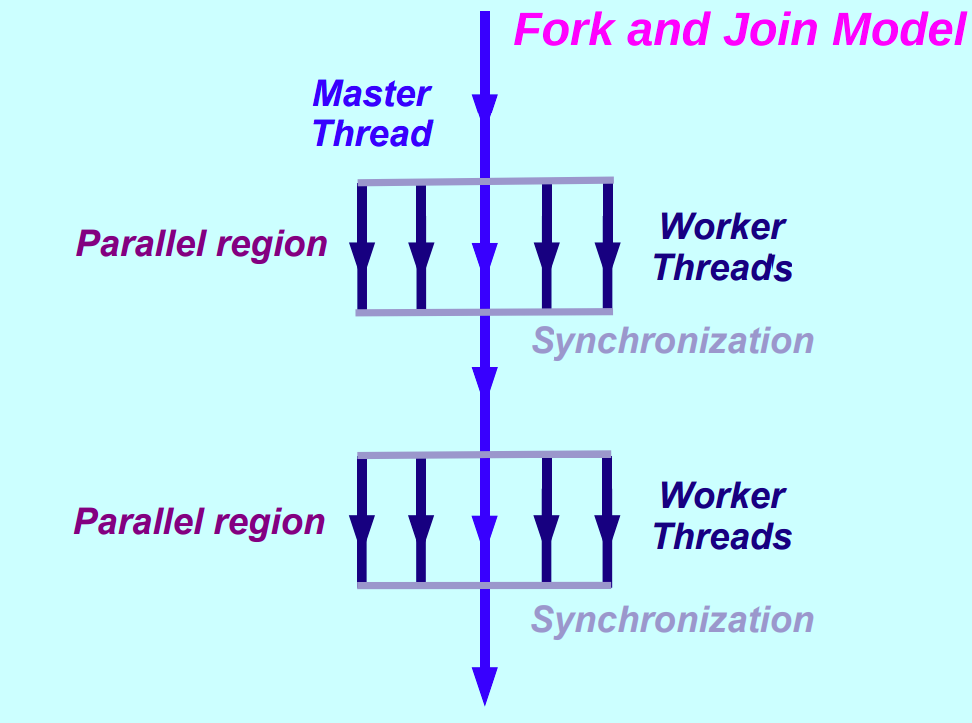 Fork and Join Model
Master
Thread
Parallel region
Worker
Threads
Synchronization
Parallel region
Worker
Threads
Synchronization